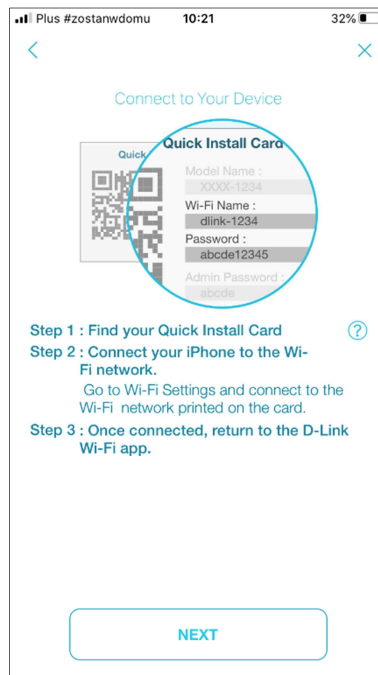 Plus #zostanwdomu 10:21 32%
Connect to Your Device
Quick
Quick Install Card
Model Name :
XXXX-1234
Wi-Fi Name :
dlink-1234
Password :
abcde12345
Admin Password :
abcde
Step 1 : Find your Quick Install Card
?
Step 2 : Connect your iPhone to the Wi-
Fi network.
Go to Wi-Fi Settings and connect to the
Wi-Fi network printed on the card.
Step 3 : Once connected, return to the D-Link
Wi-Fi app.
NEXT